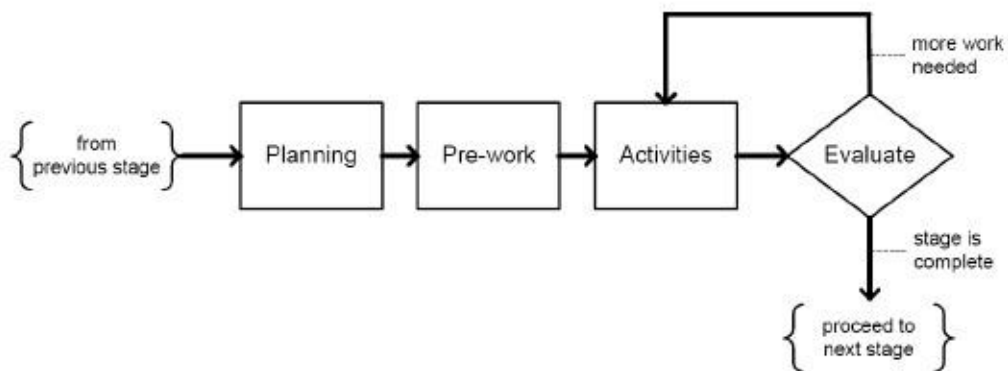 from
previous stage
Planning
Pre-work
Activities
Evaluate
more work
needed
stage is
complete
proceed to
next stage